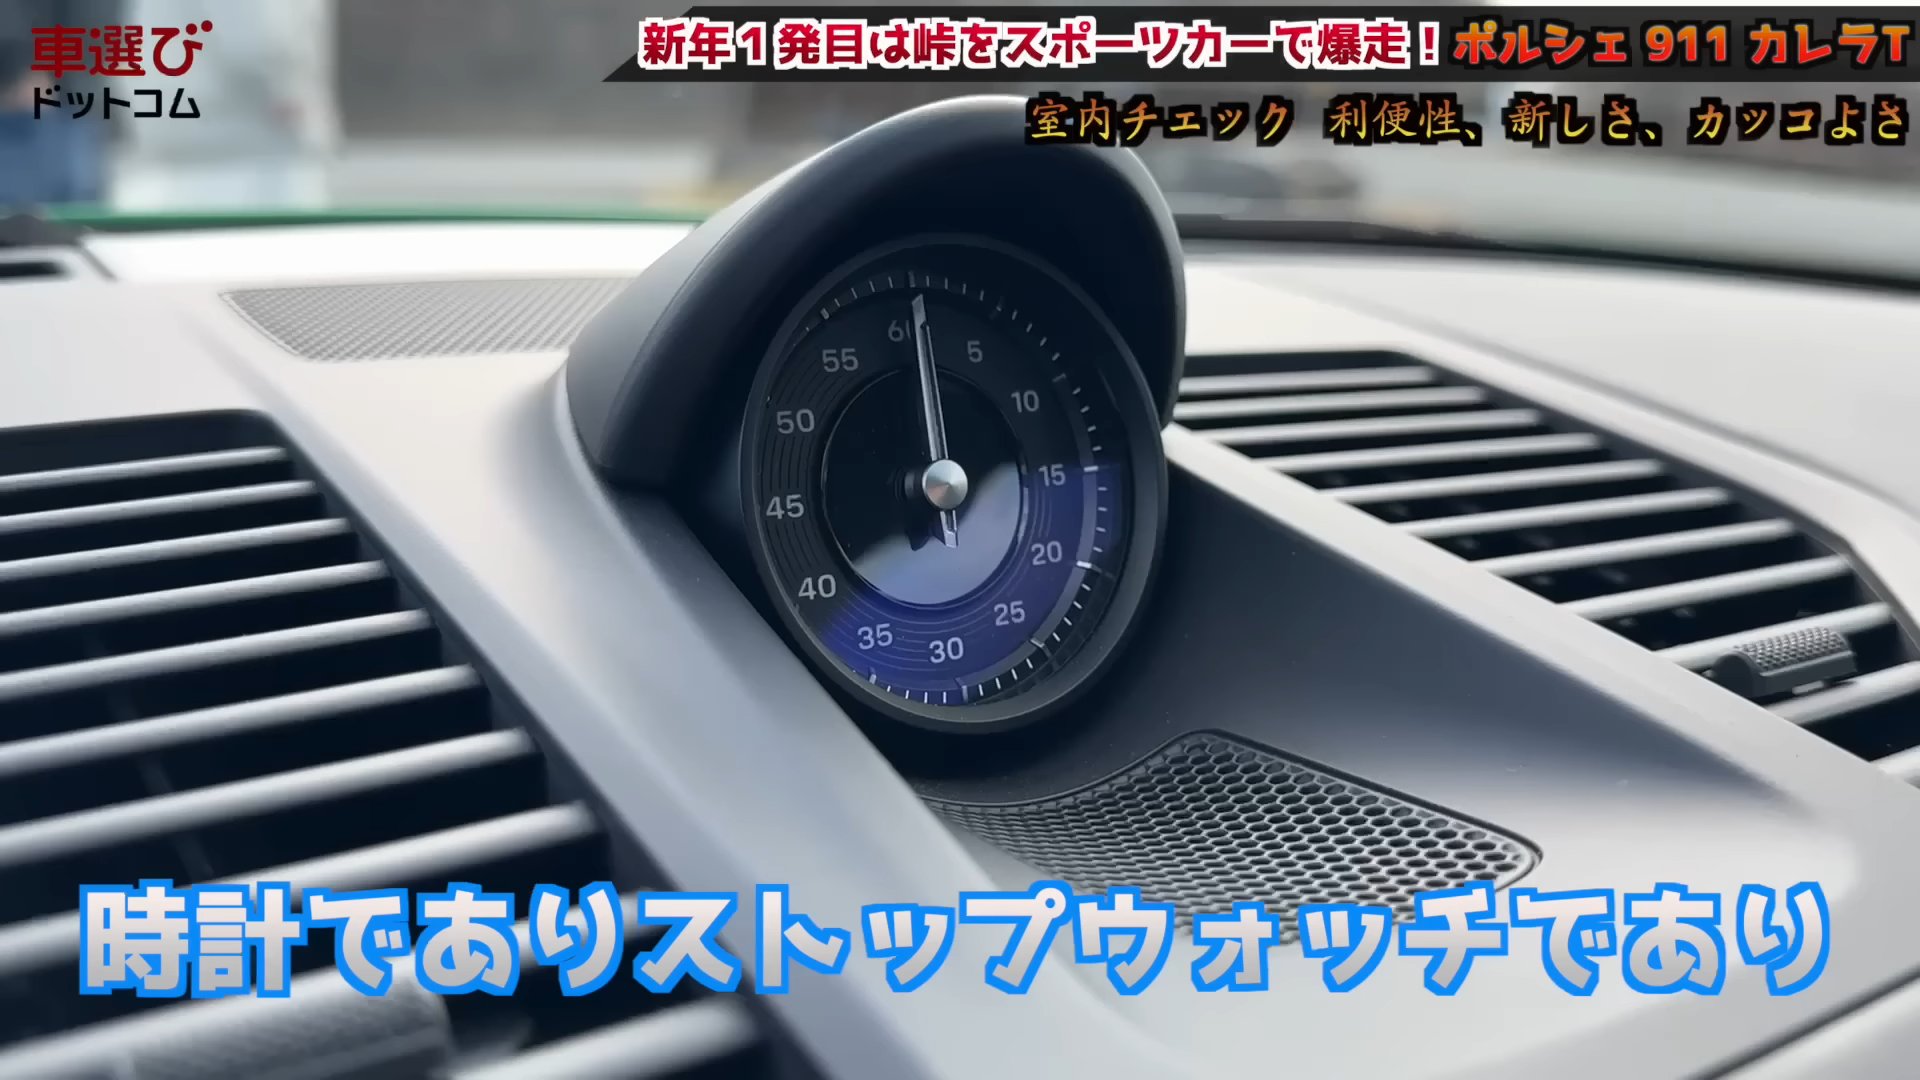 車選び
ドットコム
新年1発目は峠をスポーツカーで爆走！ポルシェ 911 カレラT
室内チェック 利便性、新しさ、カッコよさ
60
5
10
15
20
25
30
35
40
45
50
55
時計でありストップウォッチであり